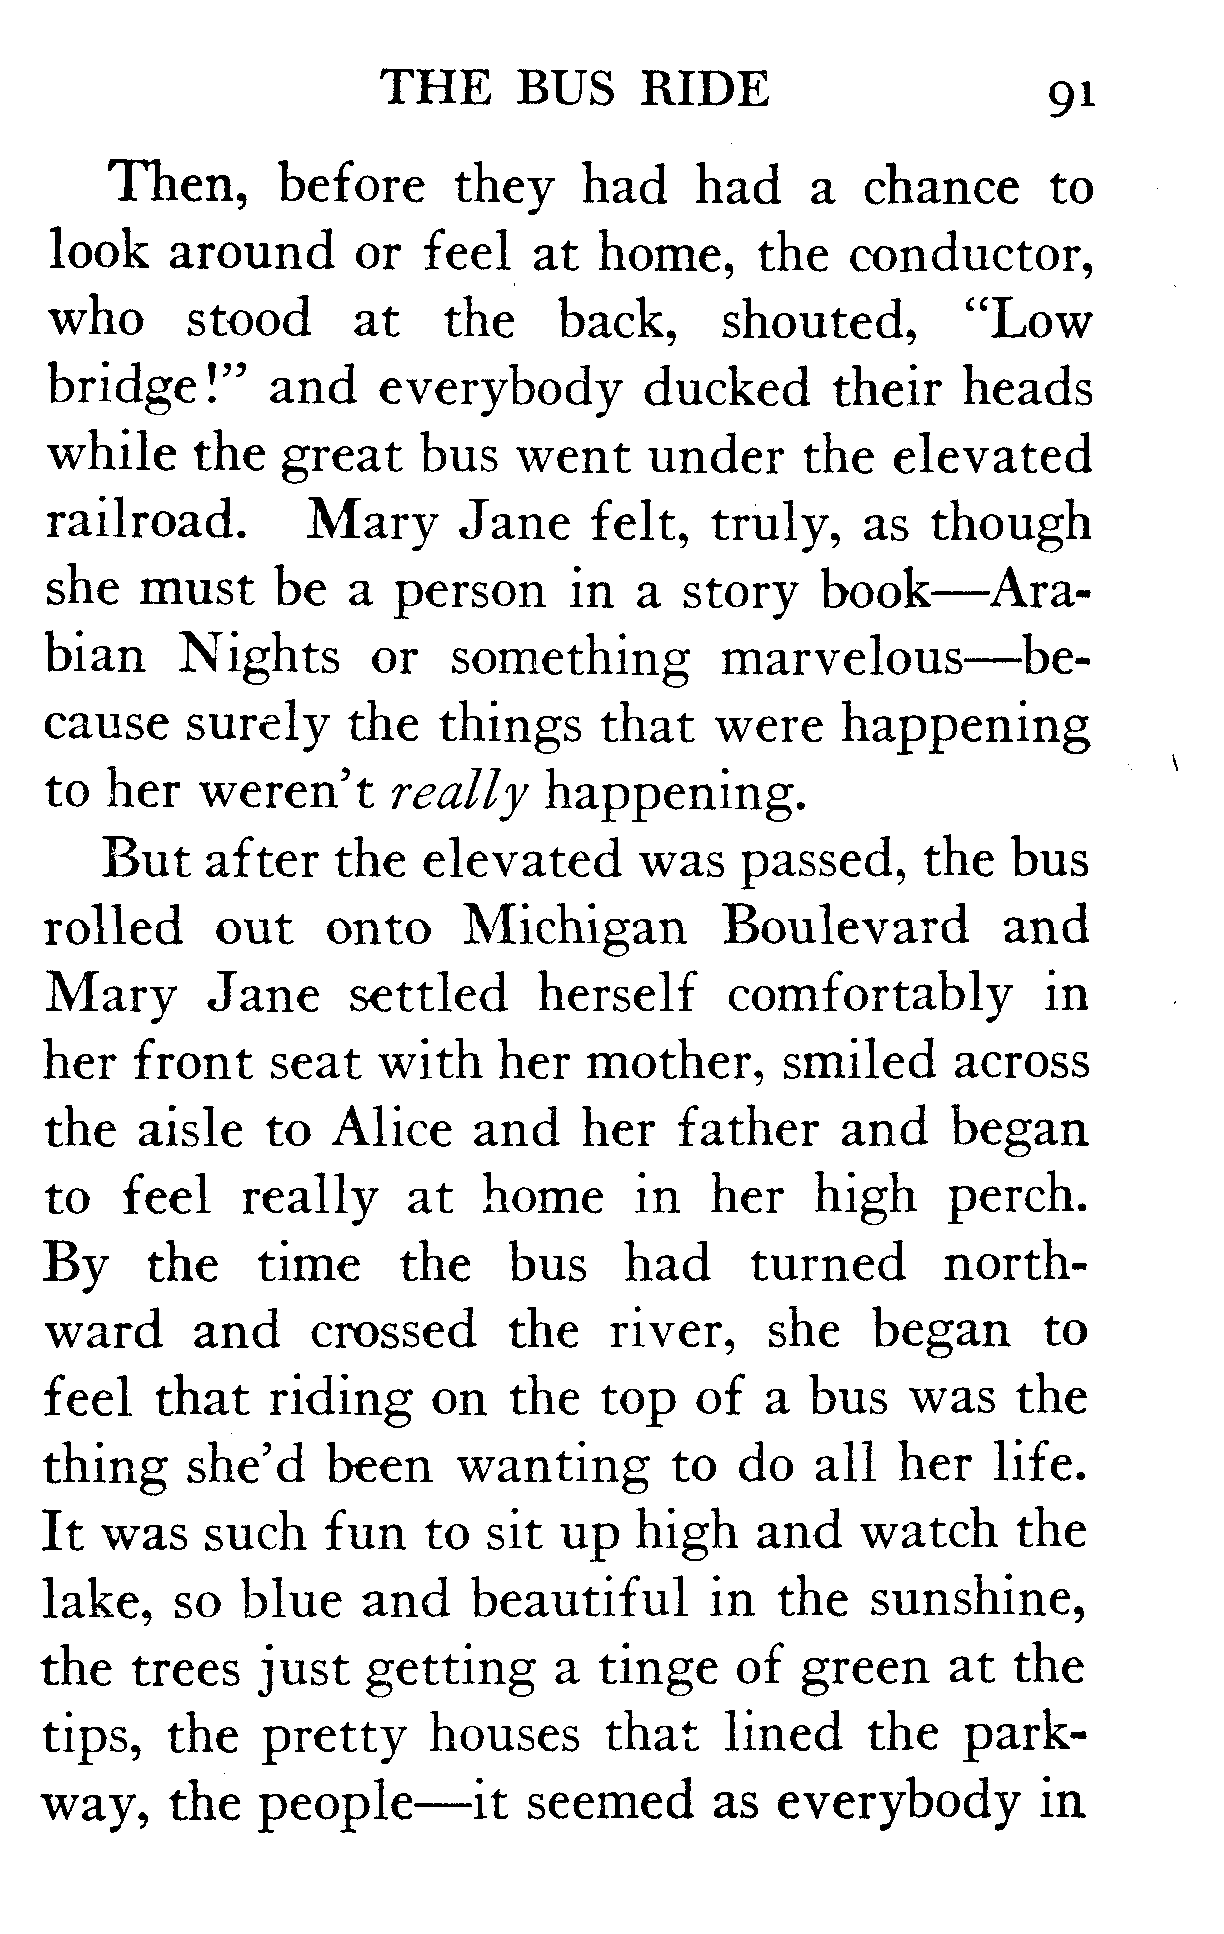 THE BUS RIDE 91
Then, before they had had a chance to
look around or feel at home, the conductor,
who stood at the back, shouted, “Low
bridge!” and everybody ducked their heads
while the great bus went under the elevated
railroad. Mary Jane felt, truly, as though
she must be a person in a story book—Ara-
bian Nights or something marvelous—be-
cause surely the things that were happening
to her weren’t really happening.
But after the elevated was passed, the bus
rolled out onto Michigan Boulevard and
Mary Jane settled herself comfortably in
her front seat with her mother, smiled across
the aisle to Alice and her father and began
to feel really at home in her high perch.
By the time the bus had turned north-
ward and crossed the river, she began to
feel that riding on the top of a bus was the
thing she’d been wanting to do all her life.
It was such fun to sit up high and watch the
lake, so blue and beautiful in the sunshine,
the trees just getting a tinge of green at the
tips, the pretty houses that lined the park-
way, the people—it seemed as everybody in